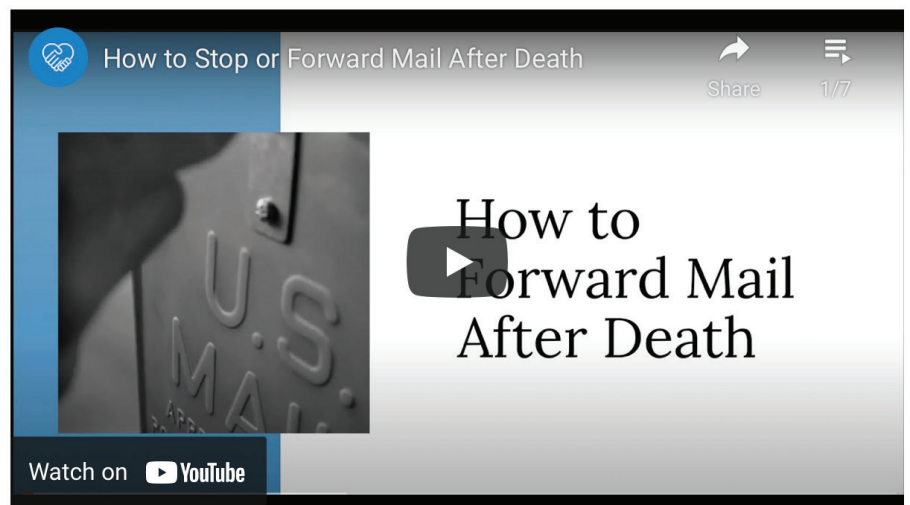 How to Stop or Forward Mail After Death
Share
1/7
U.S.
MAIL
How to
Forward Mail
After Death
Watch on YouTube